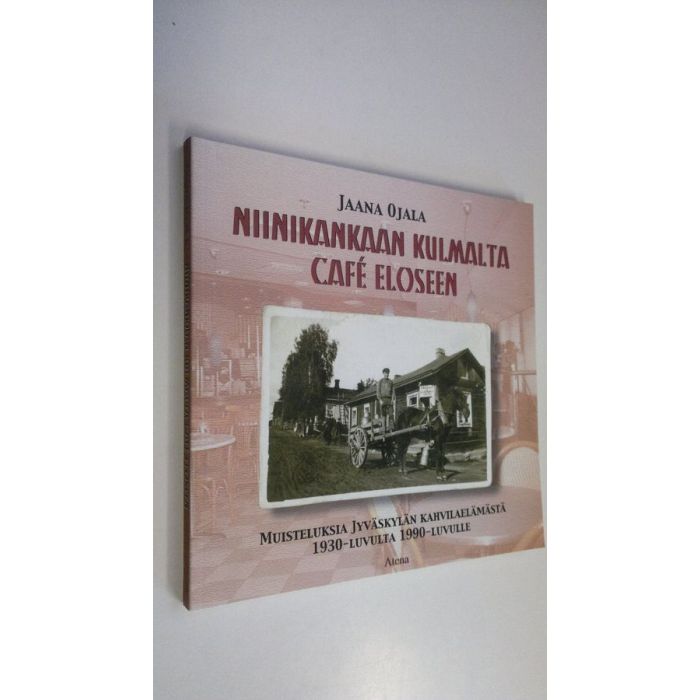 JAANA OJALA
NIINIKANKAAN KULMALTA
CAFÉ ELOSEEN
MUISTELUKSIA JYVÄSKYLÄN KAHVILAELÄMÄSTÄ
1930-LUVULTA 1990-LUVULLE
Atena